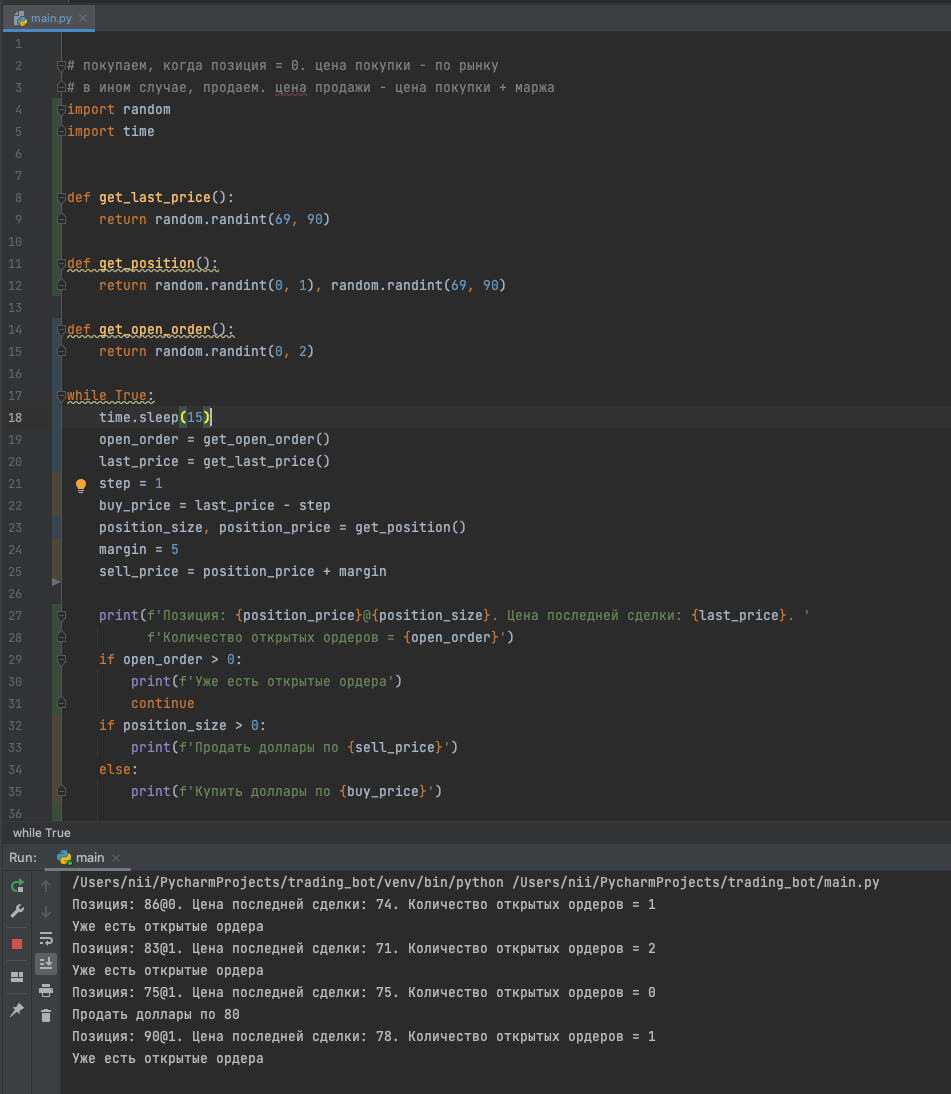 main.py
1
2 # покупаем, когда позиция = 0. цена покупки - по рынку
3 # в ином случае, продаем. цена продажи - цена покупки + маржа
4 import random
5 import time
6
7
8 def get_last_price():
9     return random.randint(69, 90)
10
11 def get_position():
12     return random.randint(0, 1), random.randint(69, 90)
13
14 def get_open_order():
15     return random.randint(0, 2)
16
17 while True:
18     time.sleep(15)
19     open_order = get_open_order()
20     last_price = get_last_price()
21     step = 1
22     buy_price = last_price - step
23     position_size, position_price = get_position()
24     margin = 5
25     sell_price = position_price + margin
26
27     print(f'Позиция: {position_price}@{position_size}. Цена последней сделки: {last_price}. '
28           f'Количество открытых ордеров = {open_order}')
29     if open_order > 0:
30         print(f'Уже есть открытые ордера')
31         continue
32     if position_size > 0:
33         print(f'Продать доллары по {sell_price}')
34     else:
35         print(f'Купить доллары по {buy_price}')
36
while True
Run: main
/Users/nii/PycharmProjects/trading_bot/venv/bin/python /Users/nii/PycharmProjects/trading_bot/main.py
Позиция: 86@0. Цена последней сделки: 74. Количество открытых ордеров = 1
Уже есть открытые ордера
Позиция: 83@1. Цена последней сделки: 71. Количество открытых ордеров = 2
Уже есть открытые ордера
Позиция: 75@1. Цена последней сделки: 75. Количество открытых ордеров = 0
Продать доллары по 80
Позиция: 90@1. Цена последней сделки: 78. Количество открытых ордеров = 1
Уже есть открытые ордера